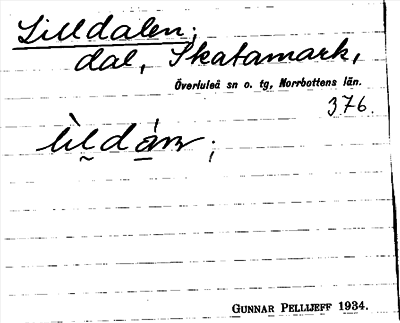 Lilldalen;
dal, Skatamark,
Överluleå sn o. tg, Norrbottens län.
376.
GUNNAR PELLIJEFF 1934.